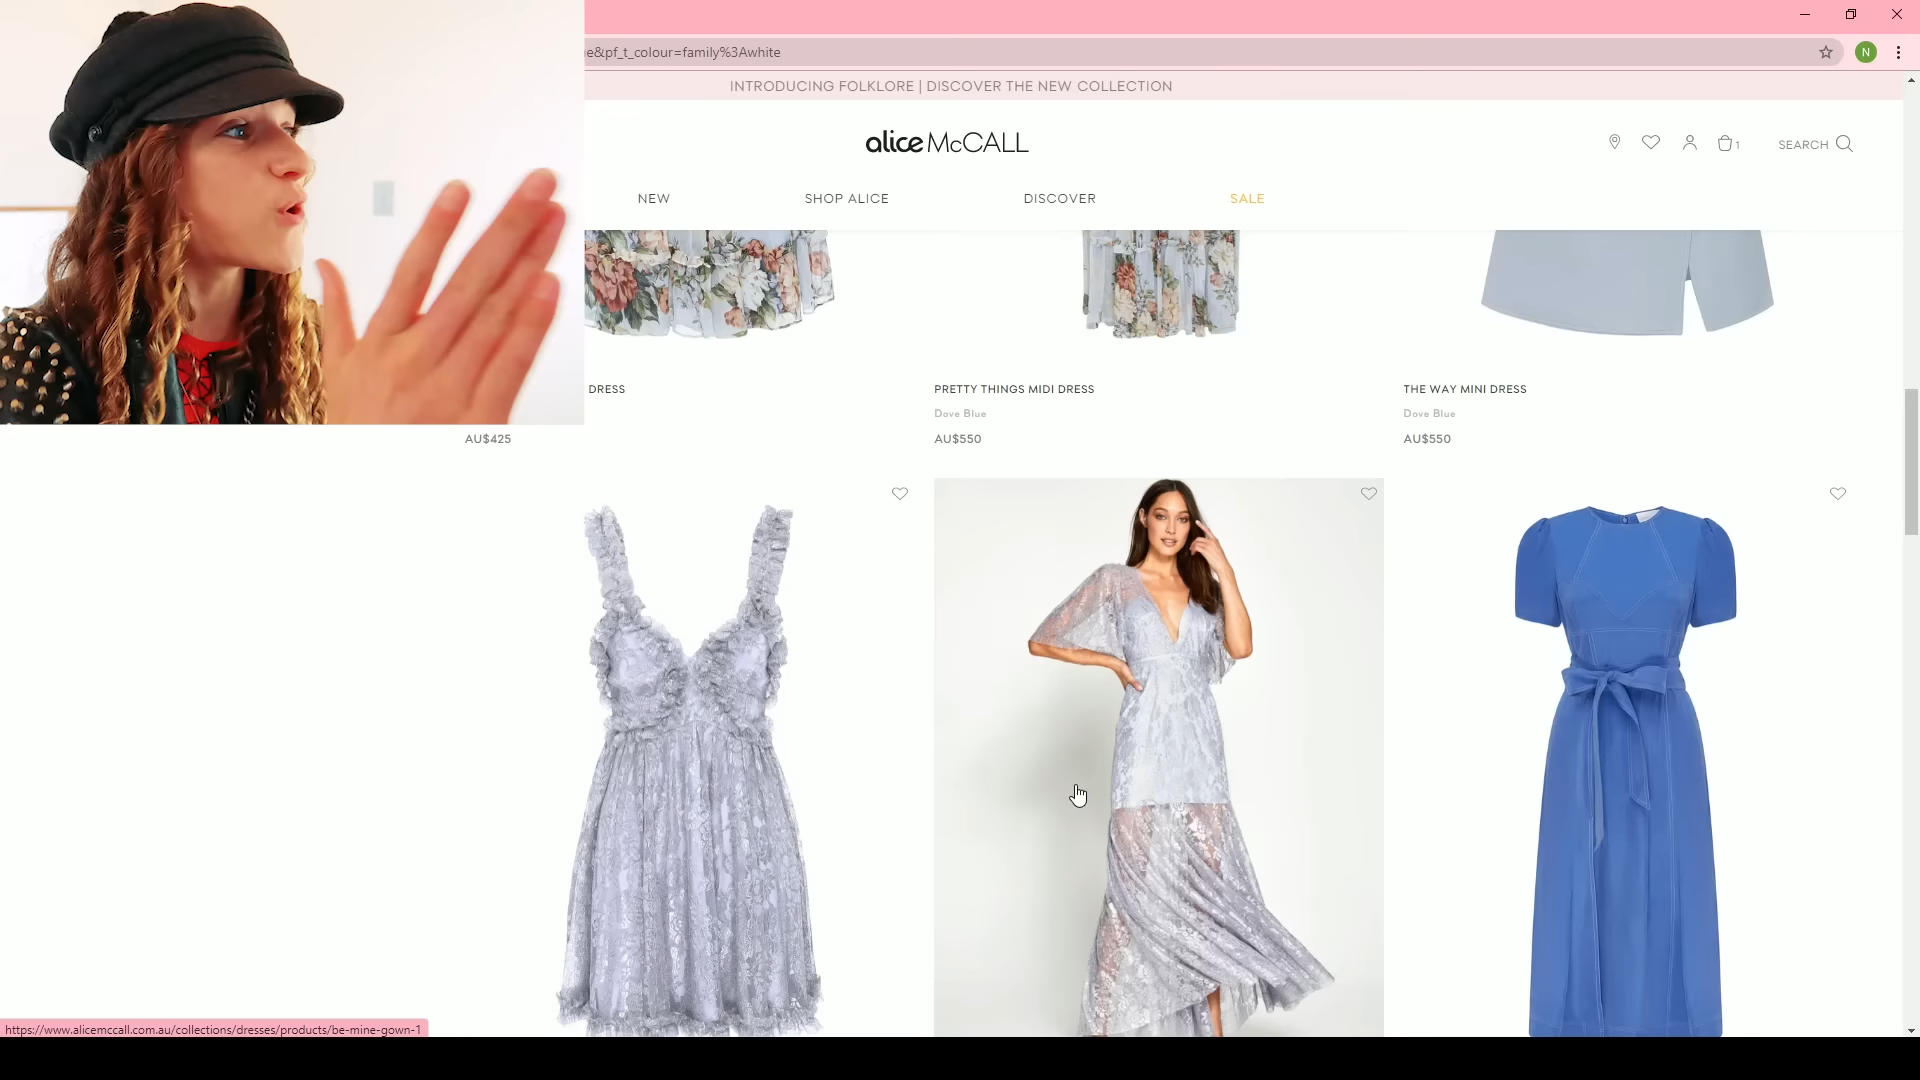 e&pf_t_colour=family%3Awhite
N
INTRODUCING FOLKLORE | DISCOVER THE NEW COLLECTION
alice McCALL
1
SEARCH
NEW
SHOP ALICE
DISCOVER
SALE
DRESS
AU$425
PRETTY THINGS MIDI DRESS
Dove Blue
AU$550
THE WAY MINI DRESS
Dove Blue
AU$550
https://www.alicemccall.com.au/collections/dresses/products/be-mine-gown-1